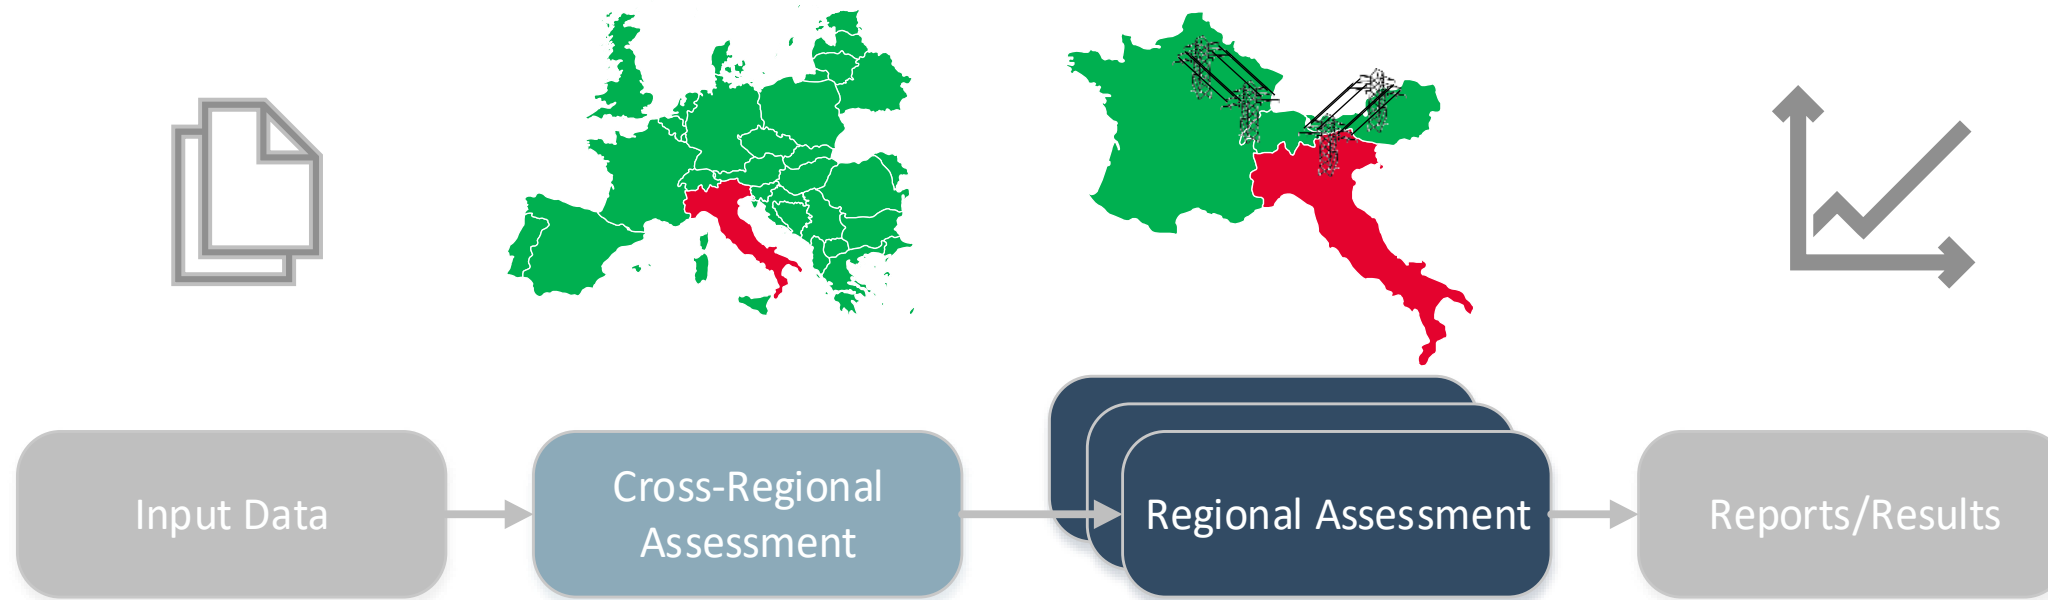 Input Data
Cross-Regional
Assessment
Regional Assessment
Reports/Results